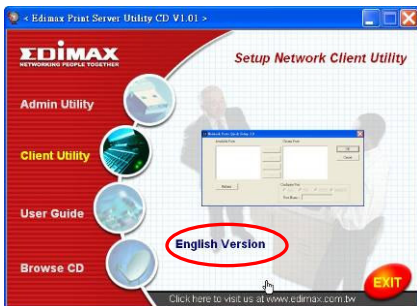 < Edimax Print Server Utility CD V1.01 >
EDIMAX
NETWORKING PEOPLE TOGETHER
Setup Network Client Utility
Admin Utility
Client Utility
User Guide
Browse CD
English Version
EXIT
Click here to visit us at www.edimax.com.tw